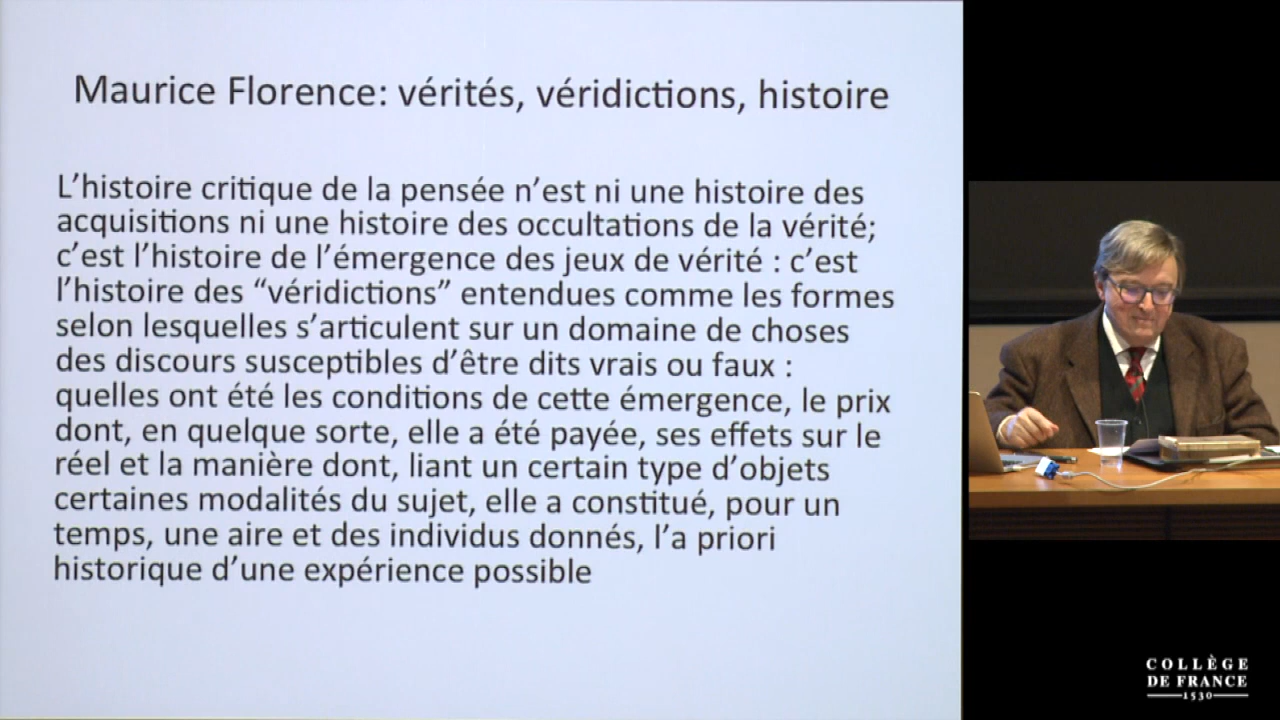 Maurice Florence: vérités, véridictions, histoire
L’histoire critique de la pensée n’est ni une histoire des
acquisitions ni une histoire des occultations de la vérité;
c’est l’histoire de l’émergence des jeux de vérité : c’est
l’histoire des “véridictions” entendues comme les formes
selon lesquelles s’articulent sur un domaine de choses
des discours susceptibles d’être dits vrais ou faux :
quelles ont été les conditions de cette émergence, le prix
dont, en quelque sorte, elle a été payée, ses effets sur le
réel et la manière dont, liant un certain type d’objets
certaines modalités du sujet, elle a constitué, pour un
temps, une aire et des individus donnés, l’a priori
historique d’une expérience possible
COLLÈGE
DE FRANCE
1530